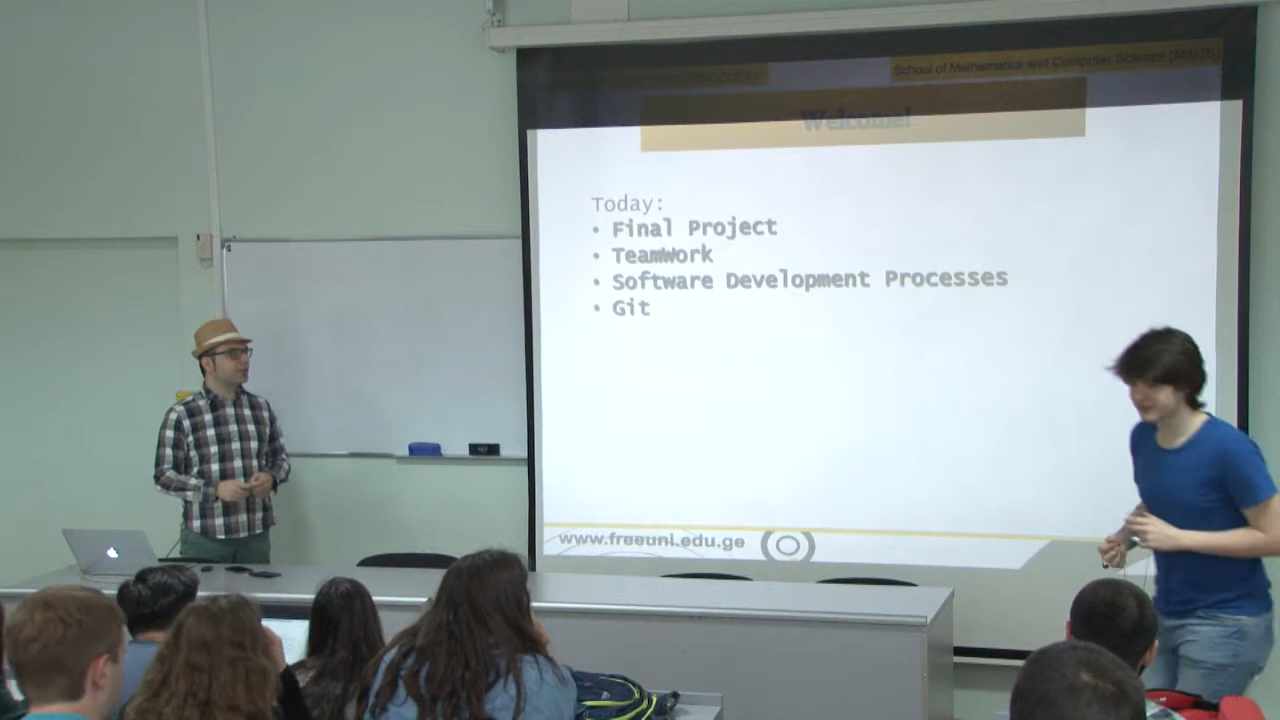 School of Mathematics and Computer Science (MACS)
Welcome!
Today:
• Final Project
• TeamWork
• Software Development Processes
• Git
www.freeuni.edu.ge